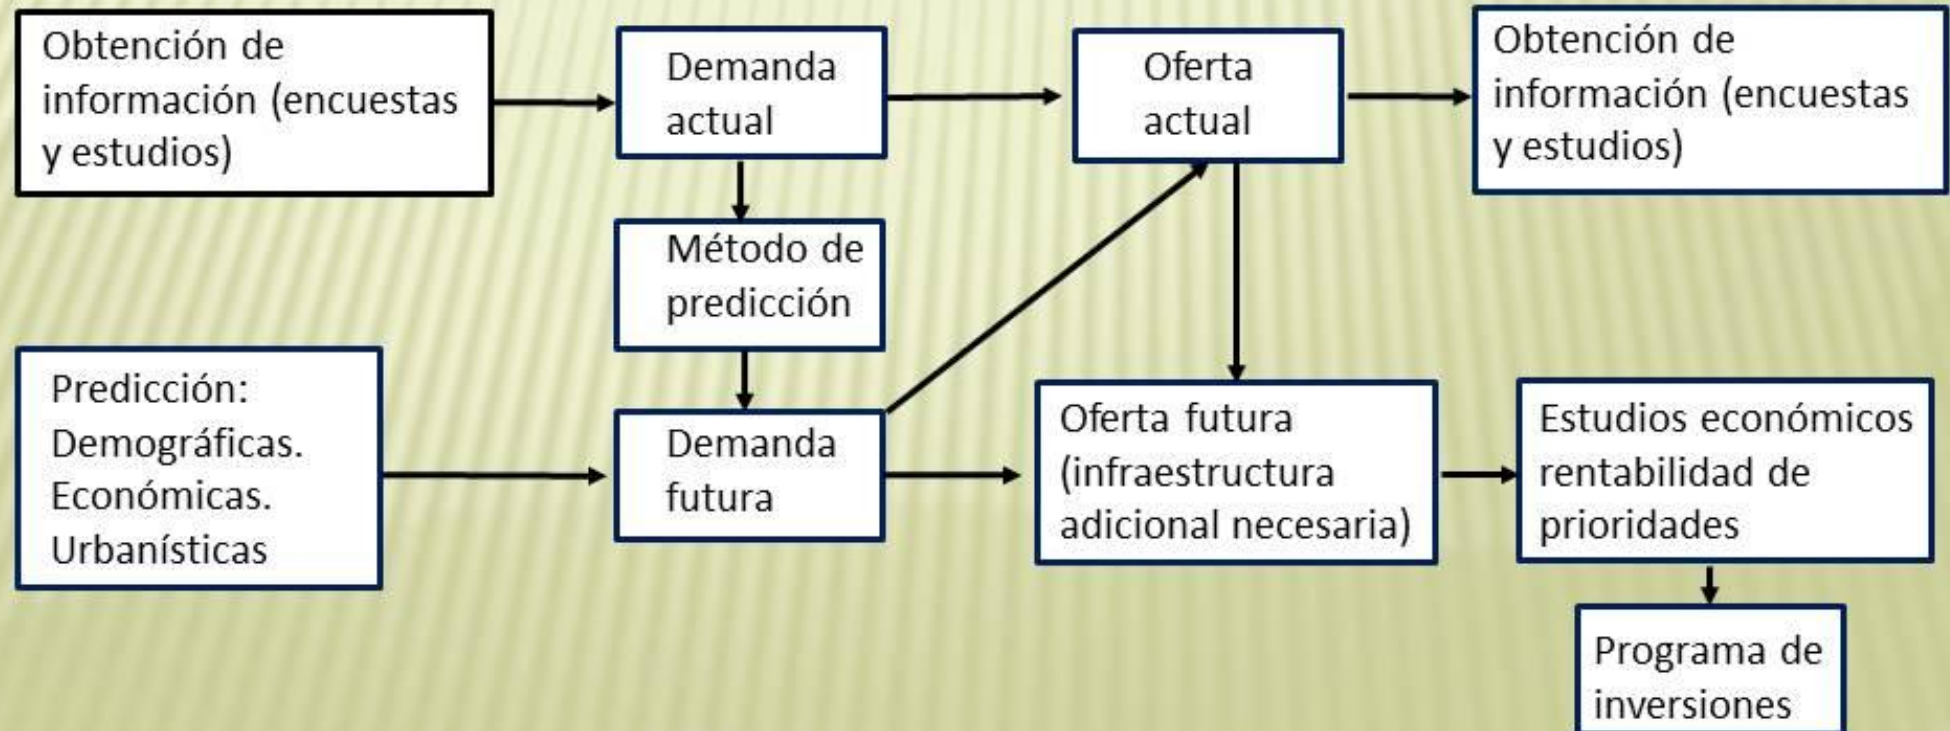 Obtención de
información (encuestas
y estudios)
Demanda
actual
Oferta
actual
Obtención de
información (encuestas
y estudios)
Método de
predicción
Predicción:
Demográficas.
Económicas.
Urbanísticas
Demanda
futura
Oferta futura
(infraestructura
adicional necesaria)
Estudios económicos
rentabilidad de
prioridades
Programa de
inversiones